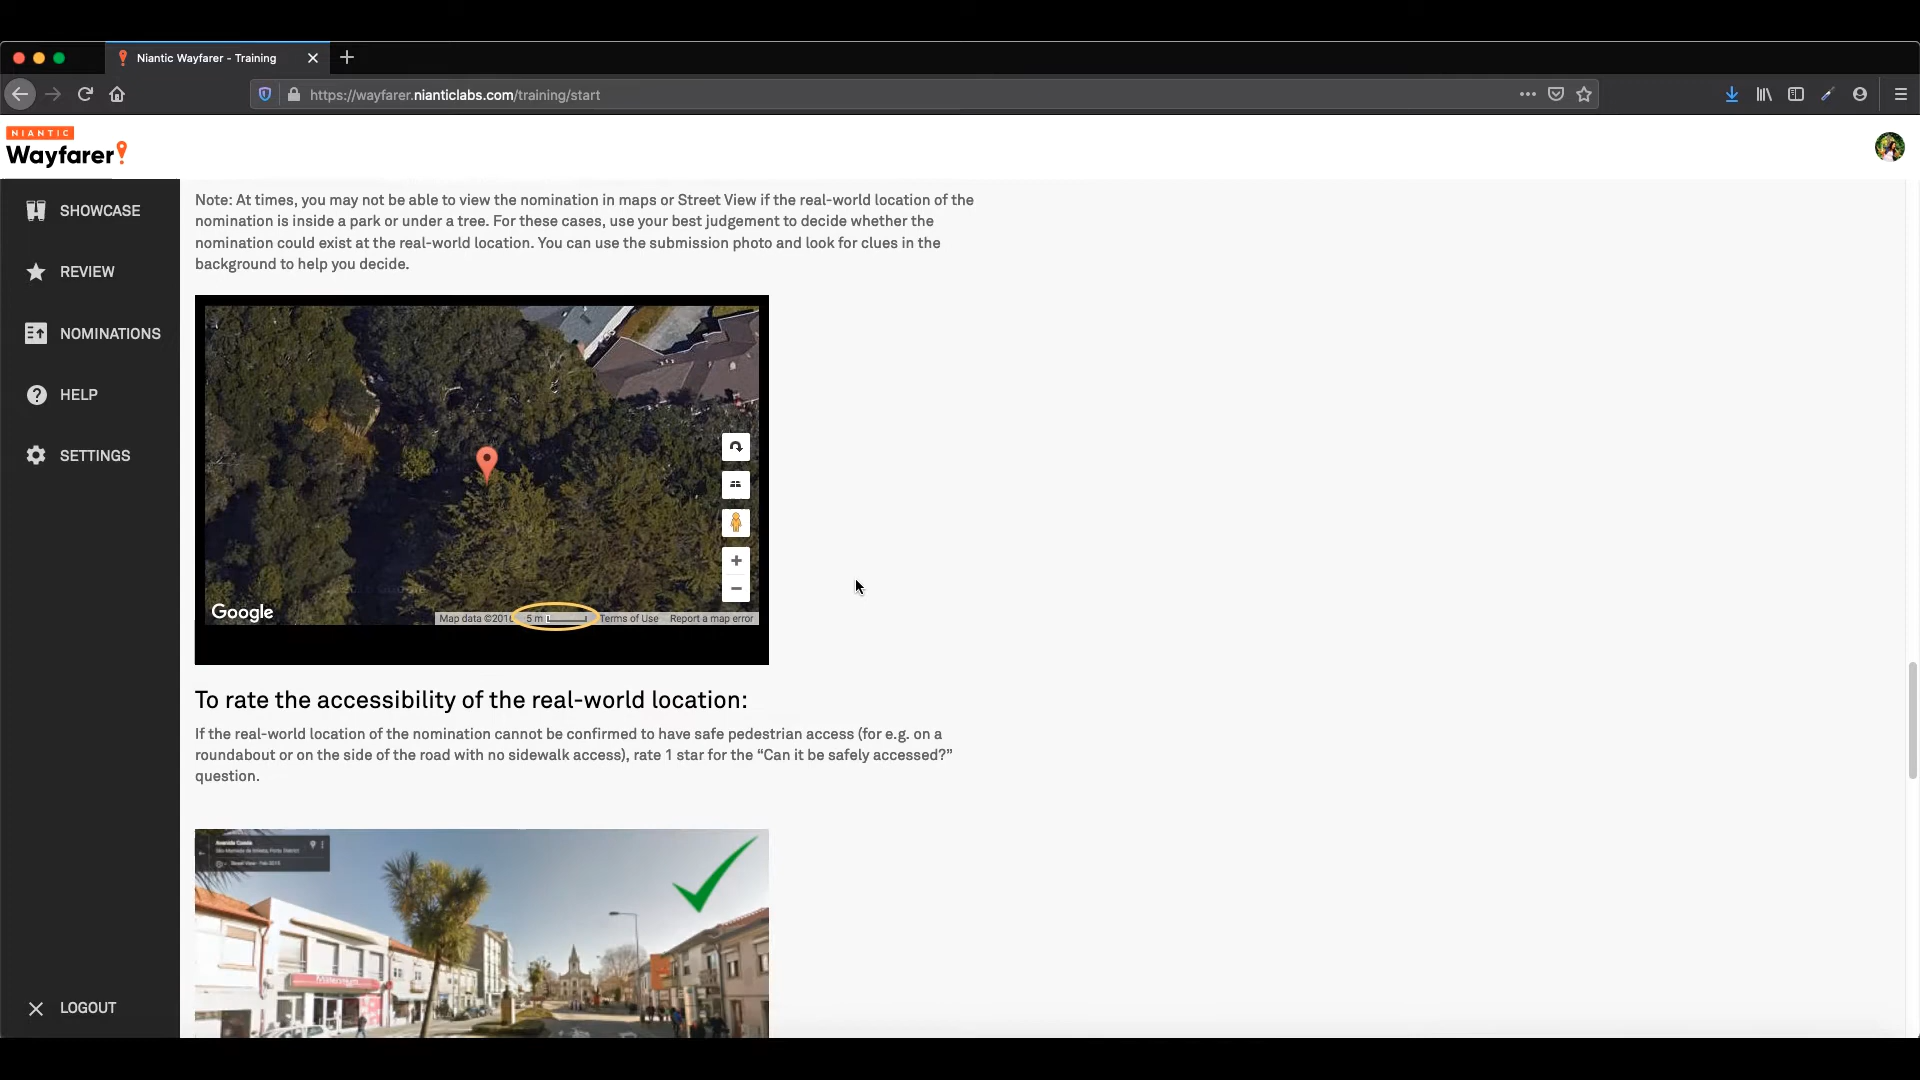 Niantic Wayfarer - Training
https://wayfarer.nianticlabs.com/training/start
NIANTIC
Wayfarer
SHOWCASE
REVIEW
NOMINATIONS
HELP
SETTINGS
LOGOUT
Note: At times, you may not be able to view the nomination in maps or Street View if the real-world location of the
nomination is inside a park or under a tree. For these cases, use your best judgement to decide whether the
nomination could exist at the real-world location. You can use the submission photo and look for clues in the
background to help you decide.
Google
Map data ©201 5 m Terms of Use Report a map error
To rate the accessibility of the real-world location:
If the real-world location of the nomination cannot be confirmed to have safe pedestrian access (for e.g. on a
roundabout or on the side of the road with no sidewalk access), rate 1 star for the “Can it be safely accessed?”
question.